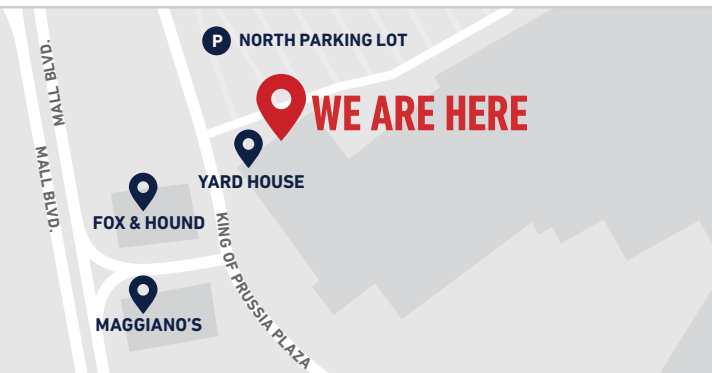 P NORTH PARKING LOT
MALL BLVD.
WE ARE HERE
MALL BLVD.
YARD HOUSE
FOX & HOUND
KING OF PRUSSIA PLAZA
MAGGIANO'S